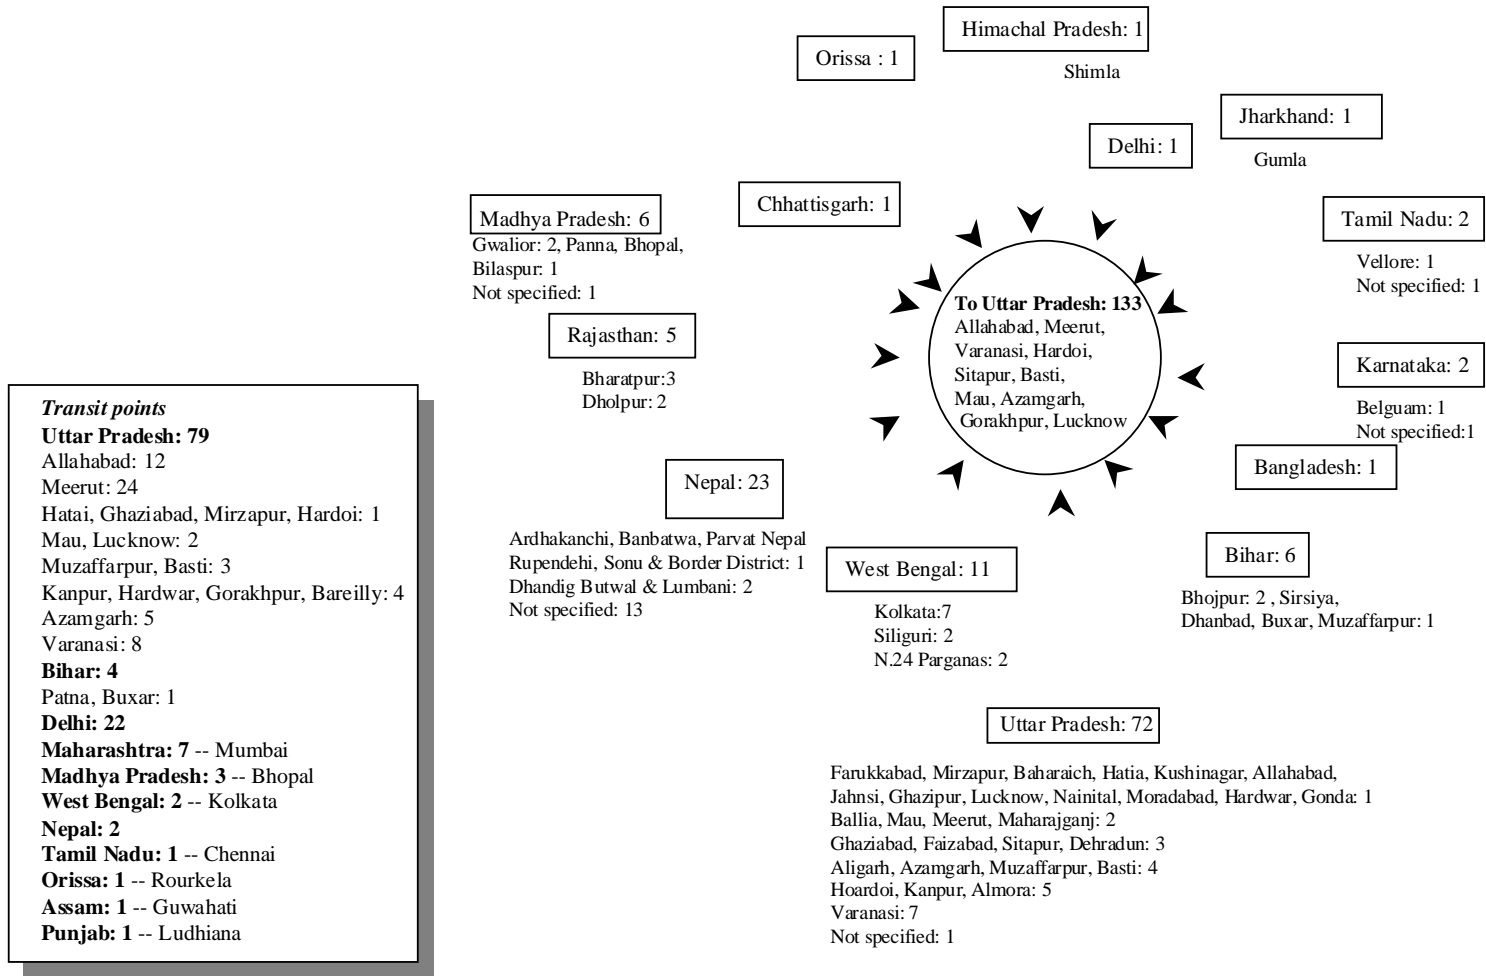 Himachal Pradesh: 1
Shimla
Orissa : 1
Jharkhand: 1
Gumla
Delhi: 1
Chhattisgarh: 1
Madhya Pradesh: 6
Gwalior: 2, Panna, Bhopal,
Bilaspur: 1
Not specified: 1
Tamil Nadu: 2
Vellore: 1
Not specified: 1
Rajasthan: 5
Bharatpur:3
Dholpur: 2
To Uttar Pradesh: 133
Allahabad, Meerut,
Varanasi, Hardoi,
Sitapur, Basti,
Mau, Azamgarh,
Gorakhpur, Lucknow
Karnataka: 2
Belguam: 1
Not specified:1
Bangladesh: 1
Nepal: 23
Ardhakanchi, Banbatwa, Parvat Nepal
Rupendehi, Sonu & Border District: 1
Dhandig Butwal & Lumbani: 2
Not specified: 13
West Bengal: 11
Kolkata:7
Siliguri: 2
N.24 Parganas: 2
Bihar: 6
Bhojpur: 2 , Sirsiya,
Dhanbad, Buxar, Muzaffarpur: 1
Uttar Pradesh: 72
Farukkabad, Mirzapur, Baharaich, Hatia, Kushinagar, Allahabad,
Jahnsi, Ghazipur, Lucknow, Nainital, Moradabad, Hardwar, Gonda: 1
Ballia, Mau, Meerut, Maharajganj: 2
Ghaziabad, Faizabad, Sitapur, Dehradun: 3
Aligarh, Azamgarh, Muzaffarpur, Basti: 4
Hoardoi, Kanpur, Almora: 5
Varanasi: 7
Not specified: 1
Transit points
Uttar Pradesh: 79
Allahabad: 12
Meerut: 24
Hatai, Ghaziabad, Mirzapur, Hardoi: 1
Mau, Lucknow: 2
Muzaffarpur, Basti: 3
Kanpur, Hardwar, Gorakhpur, Bareilly: 4
Azamgarh: 5
Varanasi: 8
Bihar: 4
Patna, Buxar: 1
Delhi: 22
Maharashtra: 7 -- Mumbai
Madhya Pradesh: 3 -- Bhopal
West Bengal: 2 -- Kolkata
Nepal: 2
Tamil Nadu: 1 -- Chennai
Orissa: 1 -- Rourkela
Assam: 1 -- Guwahati
Punjab: 1 -- Ludhiana